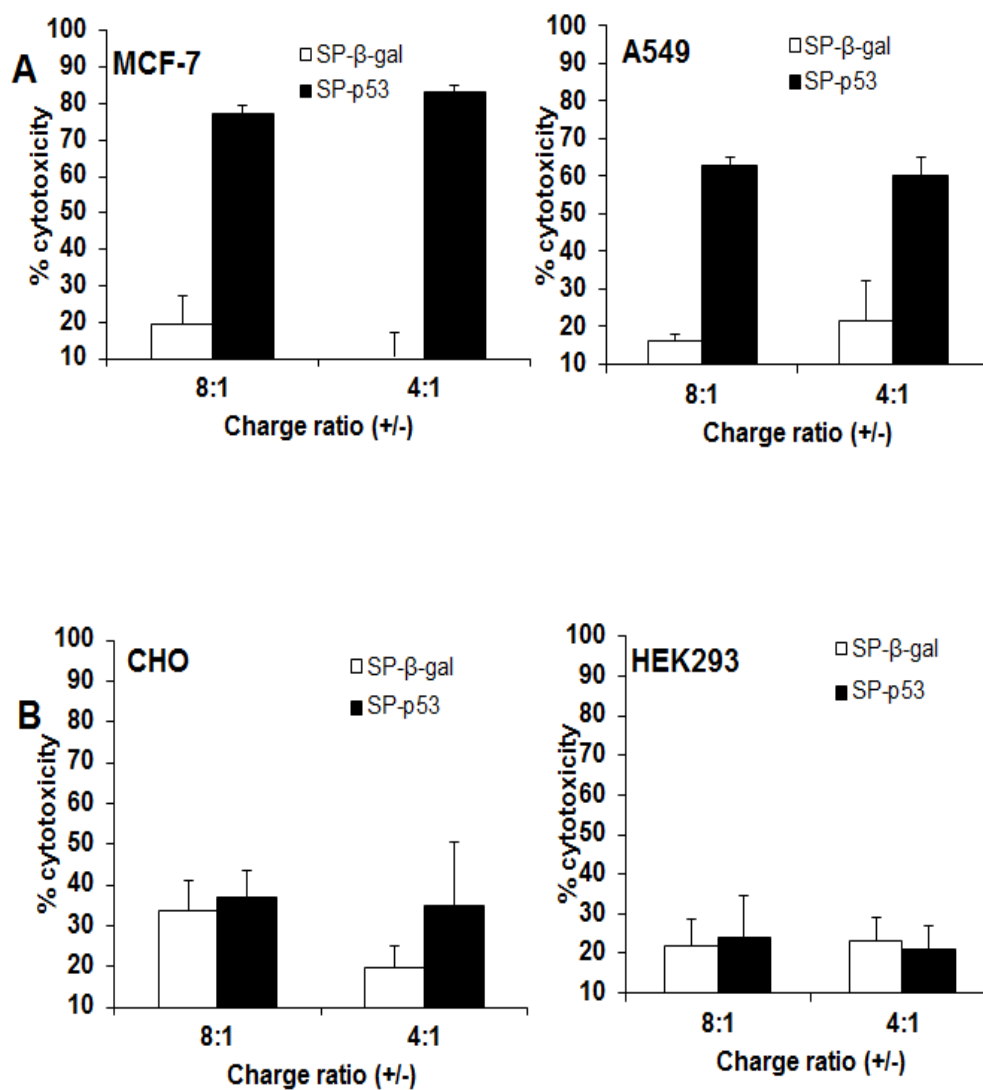 A
MCF-7
SP-β-gal
SP-p53
% cytotoxicity
100
90
80
70
60
50
40
30
20
10
8:1
4:1
Charge ratio (+/-)
A549
SP-β-gal
SP-p53
% cytotoxicity
100
90
80
70
60
50
40
30
20
10
8:1
4:1
Charge ratio (+/-)
B
CHO
SP-β-gal
SP-p53
% cytotoxicity
100
90
80
70
60
50
40
30
20
10
8:1
4:1
Charge ratio (+/-)
HEK293
SP-β-gal
SP-p53
% cytotoxicity
100
90
80
70
60
50
40
30
20
10
8:1
4:1
Charge ratio (+/-)